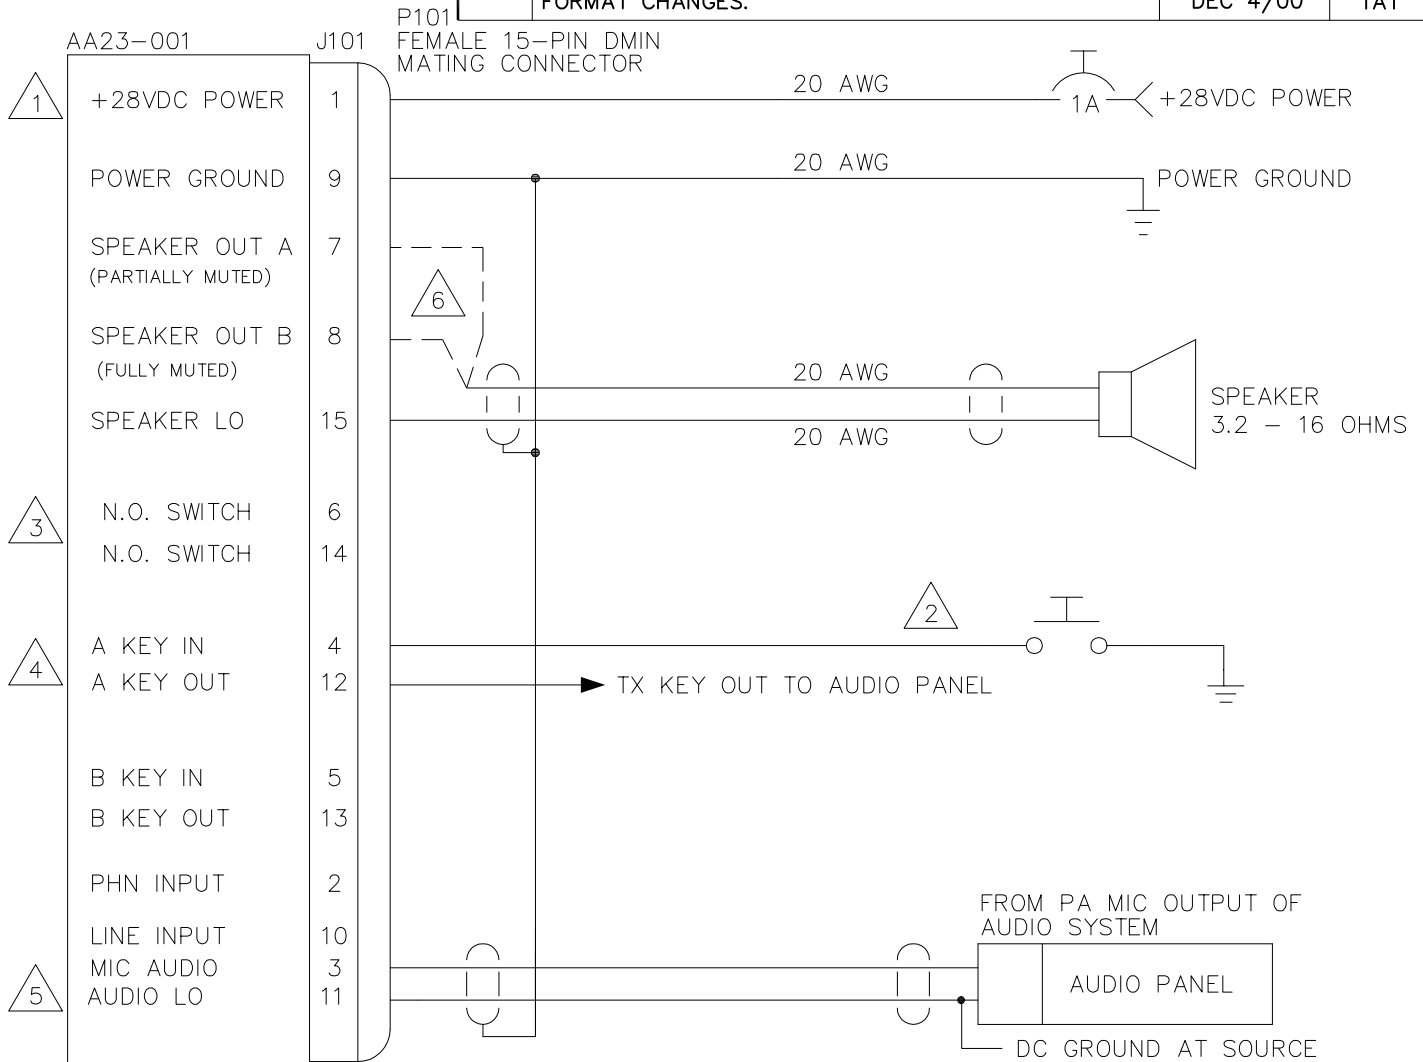 FORMAT CHANGES.
DEC 4/00
TAT
P101
AA23-001
J101
FEMALE 15-PIN DMIN
MATING CONNECTOR
1
+28VDC POWER
1
20 AWG
1A
+28VDC POWER
POWER GROUND
9
20 AWG
POWER GROUND
SPEAKER OUT A
7
(PARTIALLY MUTED)
6
SPEAKER OUT B
8
(FULLY MUTED)
20 AWG
SPEAKER
3.2 - 16 OHMS
SPEAKER LO
15
20 AWG
3
N.O. SWITCH
6
N.O. SWITCH
14
2
4
A KEY IN
4
A KEY OUT
12
TX KEY OUT TO AUDIO PANEL
B KEY IN
5
B KEY OUT
13
PHN INPUT
2
FROM PA MIC OUTPUT OF
AUDIO SYSTEM
LINE INPUT
10
MIC AUDIO
3
5
AUDIO LO
11
AUDIO PANEL
DC GROUND AT SOURCE